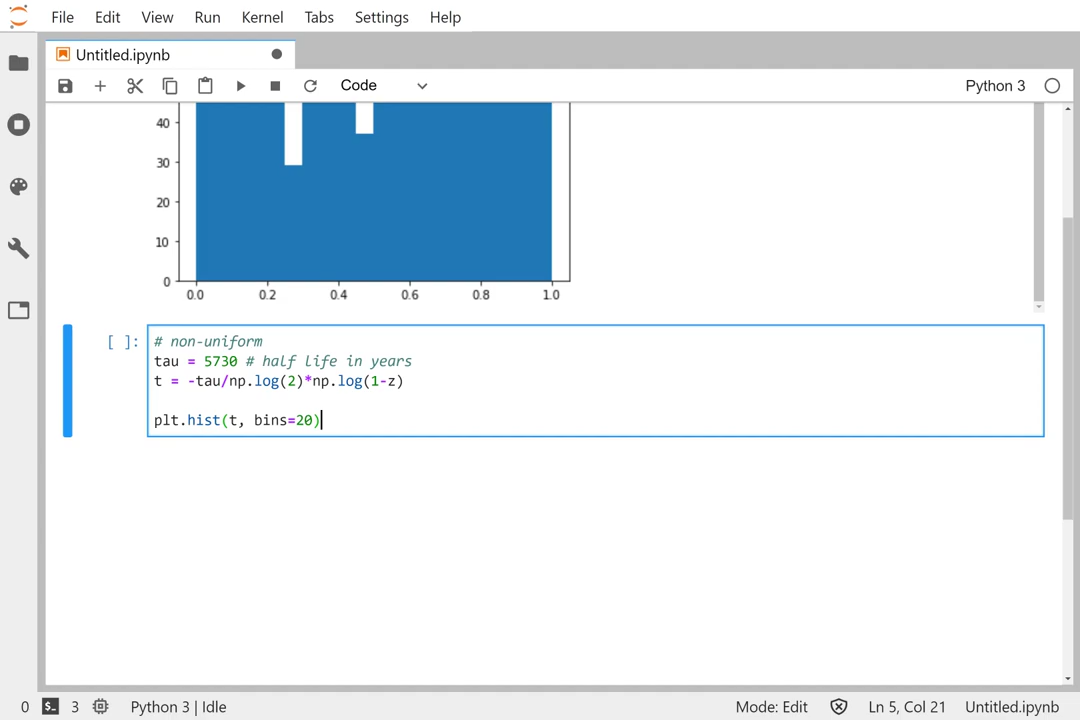 File Edit View Run Kernel Tabs Settings Help
Untitled.ipynb
Code
Python 3
40
30
20
10
0
0.0 0.2 0.4 0.6 0.8 1.0
[ ]:
# non-uniform
tau = 5730 # half life in years
t = -tau/np.log(2)*np.log(1-z)
plt.hist(t, bins=20)
0 $_ 3 Python 3 | Idle Mode: Edit Ln 5, Col 21 Untitled.ipynb